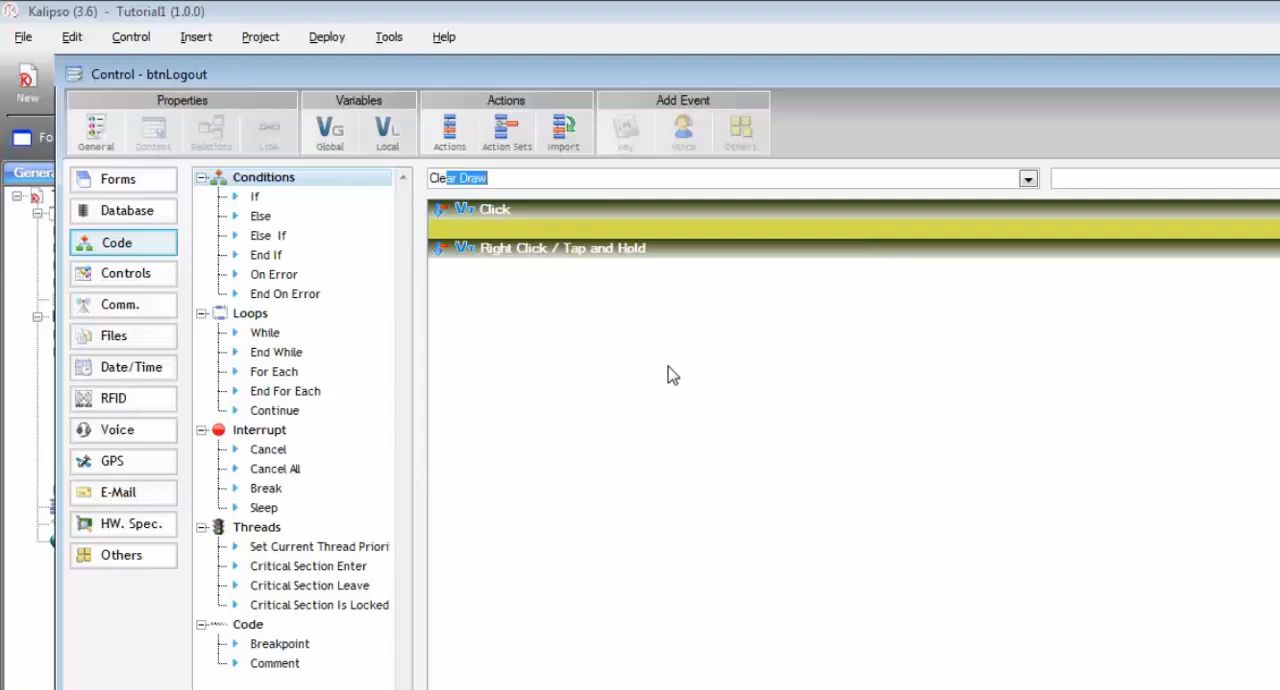 Kalipso (3.6) - Tutorial1 (1.0.0)
File Edit Control Insert Project Deploy Tools Help
New
Control - btnLogout
Properties Variables Actions Add Event
General Content Relations Link Global Local Actions Action Sets Import Key Voice Others
Fo
Genera
Forms
Database
Code
Controls
Comm.
Files
Date/Time
RFID
Voice
GPS
E-Mail
HW. Spec.
Others
Conditions
If
Else
Else If
End If
On Error
End On Error
Loops
While
End While
For Each
End For Each
Continue
Interrupt
Cancel
Cancel All
Break
Sleep
Threads
Set Current Thread Priori
Critical Section Enter
Critical Section Leave
Critical Section Is Locked
Code
Breakpoint
Comment
Clear Draw
Click
Right Click / Tap and Hold